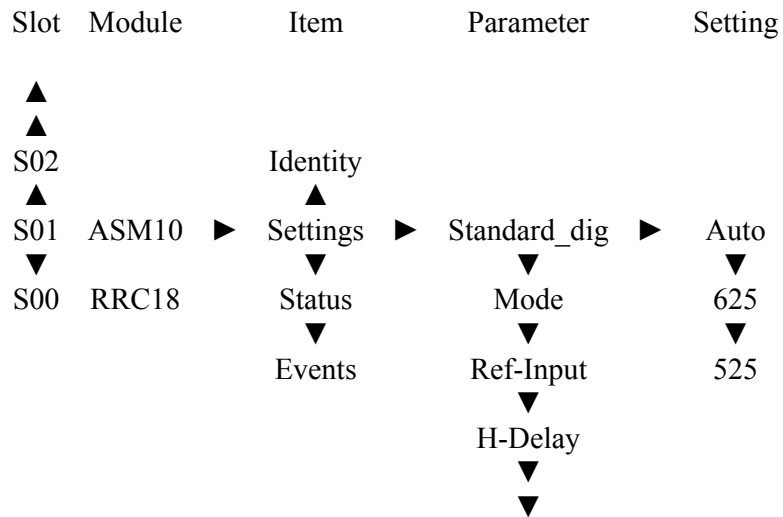 Slot Module Item Parameter Setting
▲
▲
S02 Identity
▲ ▲
S01 ASM10 ► Settings ► Standard_dig ► Auto
▼ ▼ ▼ ▼
S00 RRC18 Status Mode 625
▼ ▼ ▼
Events Ref-Input 525
▼
H-Delay
▼
▼